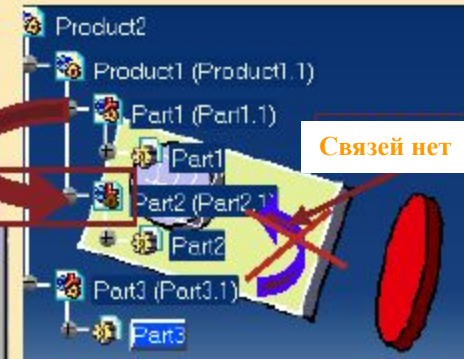 Product2
Product1 (Product1.1)
Part1 (Part1.1)
Part1
Связей нет
Part2 (Part2.1)
Part2
Part3 (Part3.1)
Part3